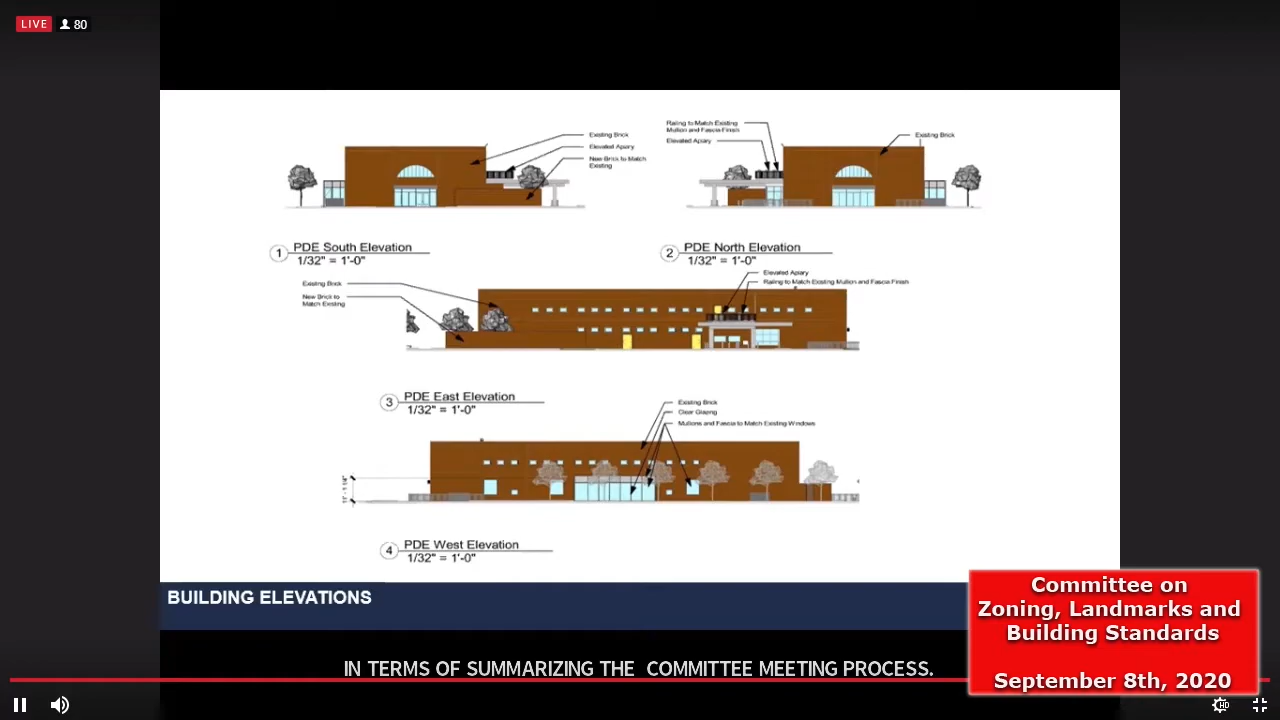 LIVE 80
Existing Brick
Elevated Apiary
New Brick to Match
Existing
1 PDE South Elevation
1/32" = 1'-0"
Railing to Match Existing
Mullion and Fascia Finish
Elevated Apiary
Existing Brick
2 PDE North Elevation
1/32" = 1'-0"
Elevated Apiary
Railing to Match Existing Mullion and Fascia Finish
Existing Brick
New Brick to
Match Existing
3 PDE East Elevation
1/32" = 1'-0"
Existing Brick
Clear Glazing
Mullions and Fascia to Match Existing Windows
4 PDE West Elevation
1/32" = 1'-0"
BUILDING ELEVATIONS
Committee on
Zoning, Landmarks and
Building Standards
September 8th, 2020
IN TERMS OF SUMMARIZING THE COMMITTEE MEETING PROCESS.
HD